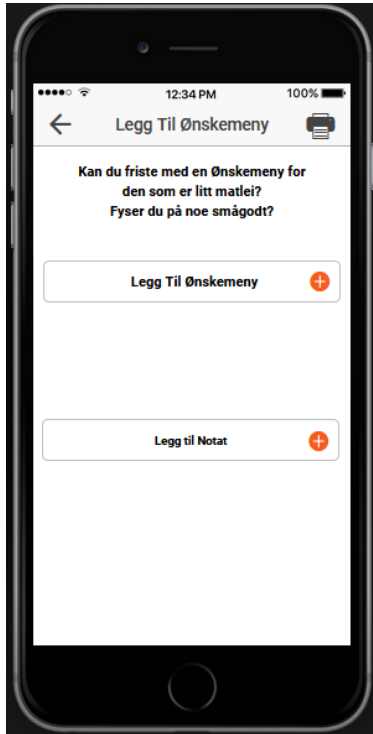 12:34 PM
100%
Legg Til Ønskemeny
Kan du friste med en Ønskemeny for
den som er litt matlei?
Fyser du på noe smågodt?
Legg Til Ønskemeny
Legg til Notat